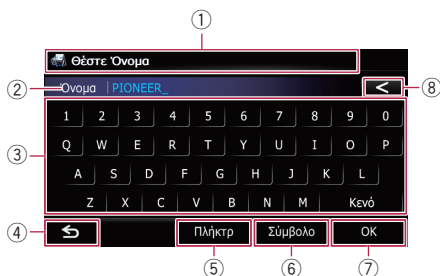 ①
Θέστε Όνομα
② Όνομα PIONEER_ < ⑧
1 2 3 4 5 6 7 8 9 0
③ Q W E R T Y U I O P
A S D F G H J K L
Z X C V B N M Κενό
④ Πλήκτρ Σύμβολο OK
⑤ ⑥ ⑦